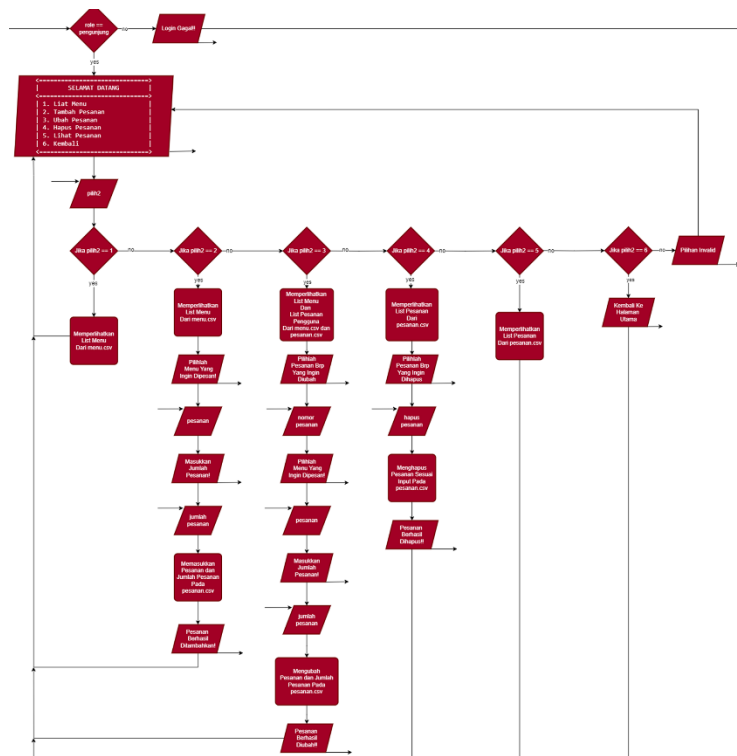 role ==
pengunjung
no
Login Gagal!!
yes
SELAMAT DATANG
1. Liat Menu
2. Tambah Pesanan
3. Ubah Pesanan
4. Hapus Pesanan
5. Lihat Pesanan
6. Kembali
pilih2
Jika pilih2 == 1
no
Jika pilih2 == 2
no
Jika pilih2 == 3
no
Jika pilih2 == 4
no
Jika pilih2 == 5
no
Jika pilih2 == 6
no
Pilihan Invalid
yes
Memperlihatkan
List Menu
Dari menu.csv
yes
Memperlihatkan
List Menu
Dari menu.csv
Pilihlah
Menu Yang
Ingin Dipesan!
pesanan
Masukkan
Jumlah
Pesanan!
jumlah
pesanan
Memasukkan
Pesanan dan
Jumlah Pesanan
Pada
pesanan.csv
Pesanan
Berhasil
Ditambahkan!
yes
Memperlihatkan
List Menu
Dan
List Pesanan
Pengguna
Dari menu.csv dan
pesanan.csv
Pilihlah
Pesanan Brp
Yang Ingin
Diubah
nomor
pesanan
Pilihlah
Menu Yang
Ingin Dipesan!
pesanan
Masukkan
Jumlah
Pesanan!
jumlah
pesanan
Mengubah
Pesanan dan Jumlah
Pesanan Pada
pesanan.csv
Pesanan
Berhasil
Diubah!!
yes
Memperlihatkan
List Pesanan
Dari
pesanan.csv
Pilihlah
Pesanan Brp
Yang Ingin
Dihapus
hapus
pesanan
Menghapus
Pesanan Sesuai
Input Pada
pesanan.csv
Pesanan
Berhasil
Dihapus!!
yes
Memperlihatkan
List Pesanan
Dari pesanan.csv
yes
Kembali Ke
Halaman
Utama